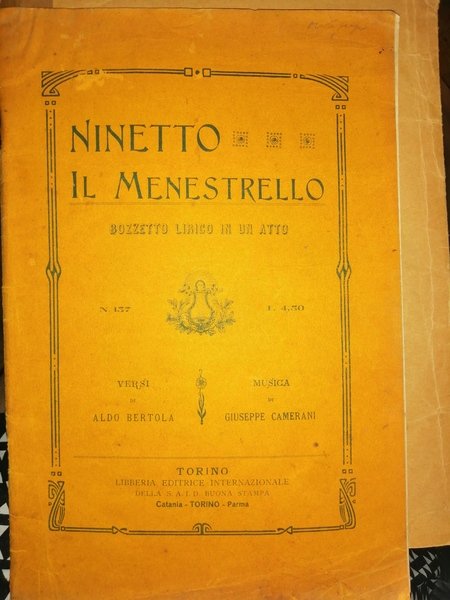 NINETTO
IL MENESTRELLO
BOZZETTO LIRICO IN UN ATTO
N. 137 L. 4,50
VERSI
DI
ALDO BERTOLA
MUSICA
DI
GIUSEPPE CAMERANI
TORINO
LIBRERIA EDITRICE INTERNAZIONALE
DELLA S.A.I.D. BUONA STAMPA
Catania - TORINO - Parma